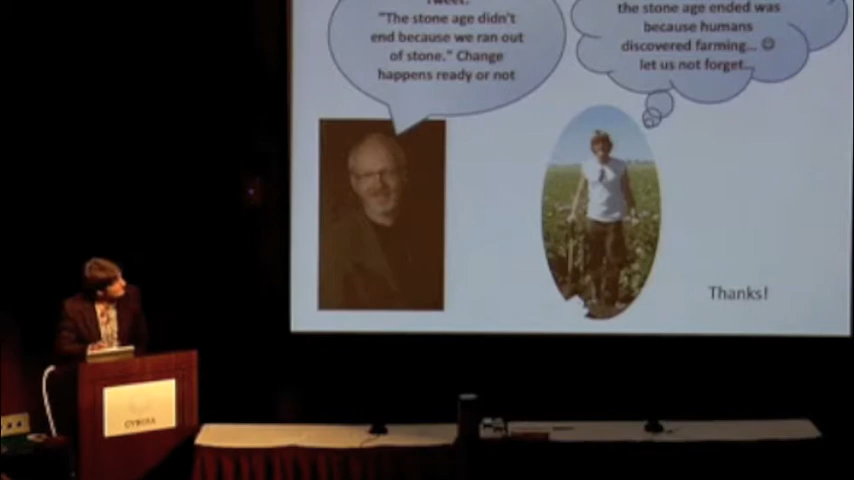 Tweet:
"The stone age didn't
end because we ran out
of stone." Change
happens ready or not
the stone age ended was
because humans
discovered farming... ☺
let us not forget...
Thanks!